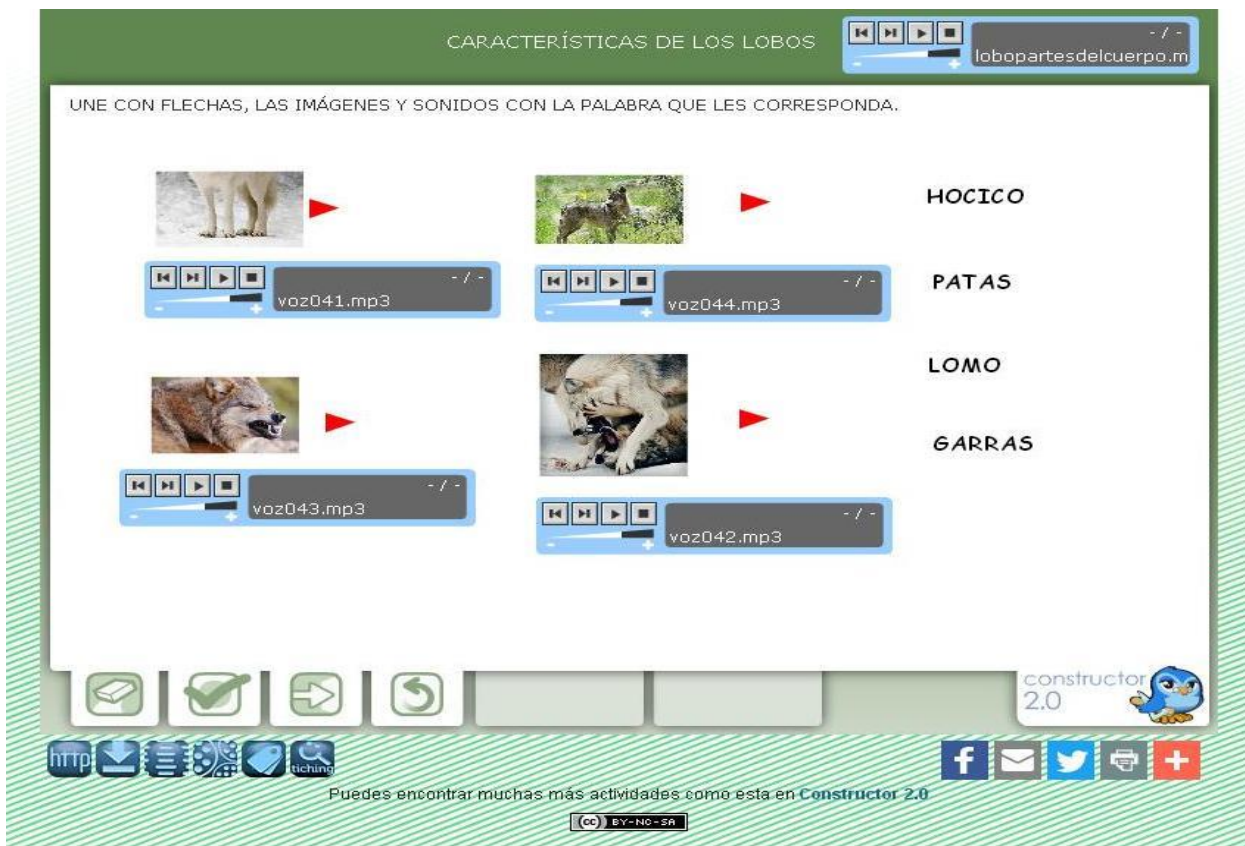 CARACTERÍSTICAS DE LOS LOBOS
- / -
lobopartesdelcuerpo.m
UNE CON FLECHAS, LAS IMÁGENES Y SONIDOS CON LA PALABRA QUE LES CORRESPONDA.
HOCICO
- / -
voz041.mp3
- / -
voz044.mp3
PATAS
LOMO
GARRAS
- / -
voz043.mp3
- / -
voz042.mp3
constructor
2.0
http
tiching
Puedes encontrar muchas más actividades como esta en Constructor 2.0
(cc) BY-NC-SA